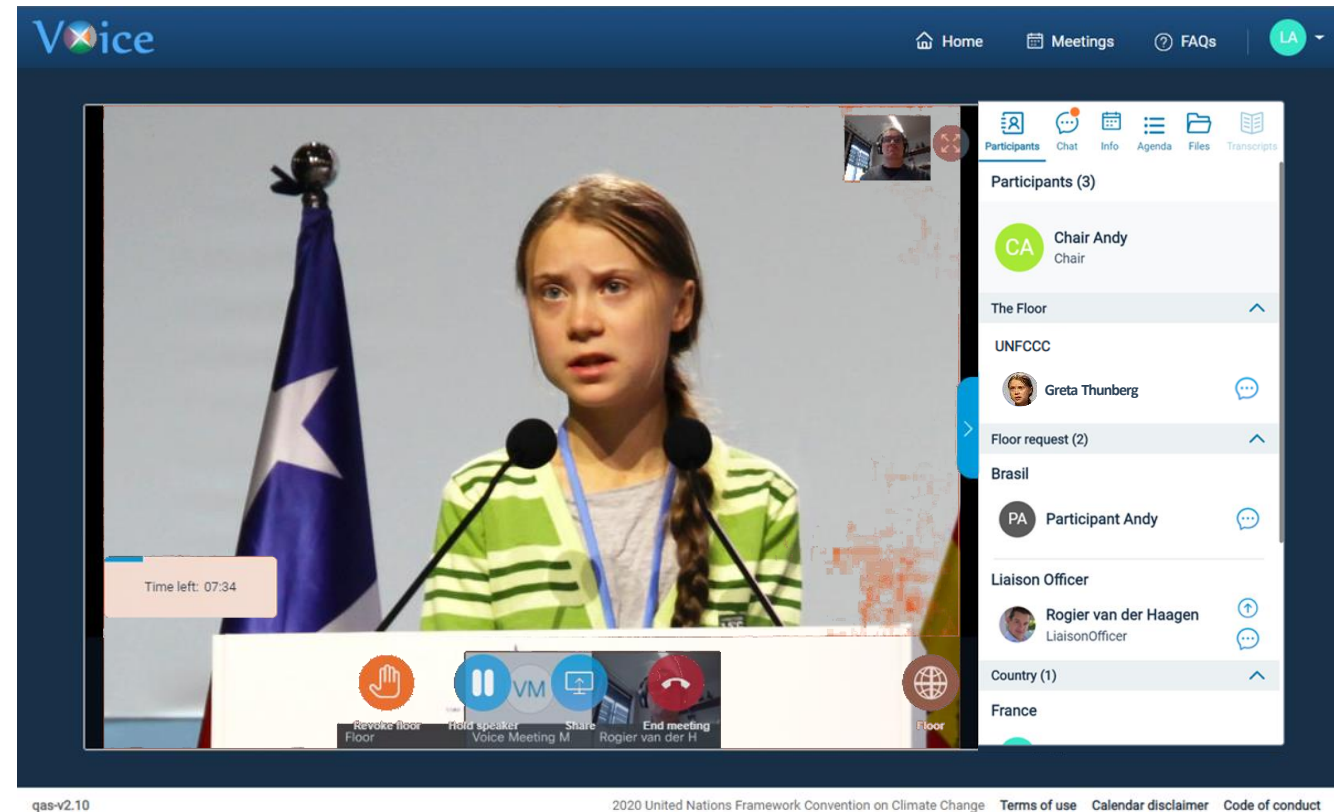 Voice
Home
Meetings
FAQs
LA
Participants
Chat
Info
Agenda
Files
Transcripts
Participants (3)
CA
Chair Andy
Chair
The Floor
UNFCCC
Greta Thunberg
Floor request (2)
Brasil
PA
Participant Andy
Liaison Officer
Rogier van der Haagen
LiaisonOfficer
Country (1)
France
Time left: 07:34
VM
Revoke floor
Hold speaker
Share
End meeting
Floor
Floor
Voice Meeting M
Rogier van der H
qas-v2.10
2020 United Nations Framework Convention on Climate Change
Terms of use
Calendar disclaimer
Code of conduct